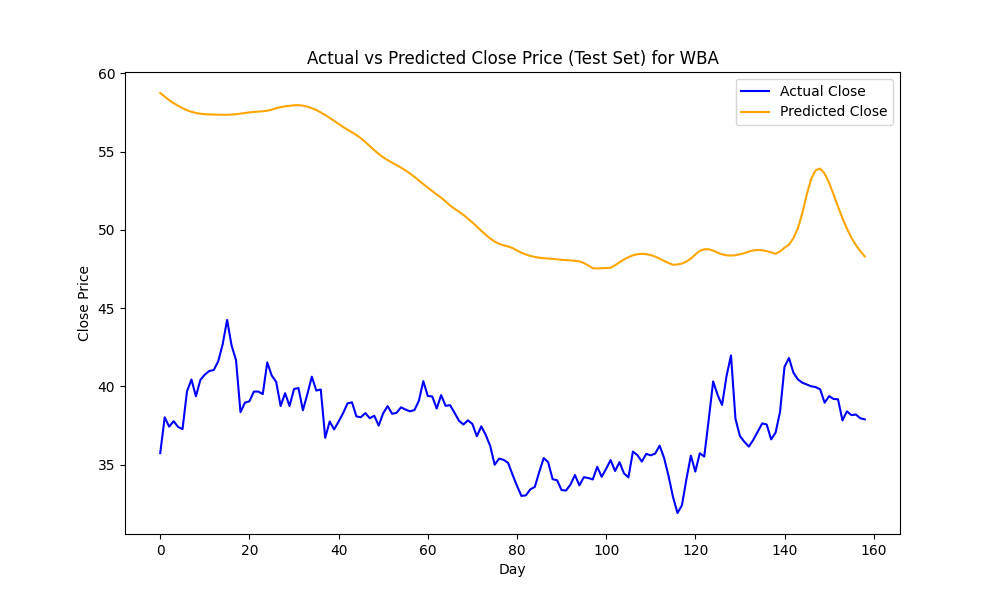 Actual vs Predicted Close Price (Test Set) for WBA
Actual Close
Predicted Close
60
55
50
45
40
35
Close Price
0 20 40 60 80 100 120 140 160
Day